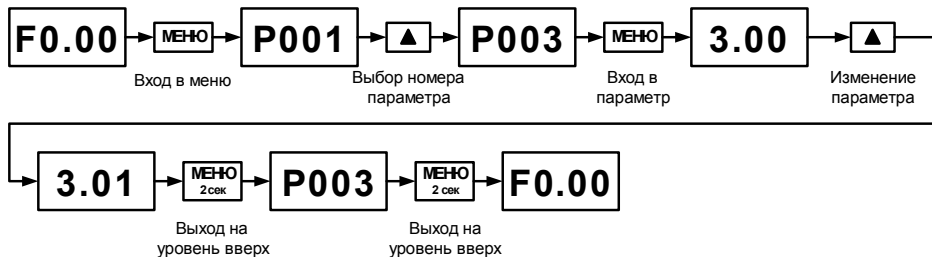 F0.00 МЕНЮ P001 ▲ P003 МЕНЮ 3.00 ▲
Вход в меню Выбор номера Вход в Изменение
параметра параметр параметра
3.01 МЕНЮ P003 МЕНЮ F0.00
2 сек 2 сек
Выход на Выход на
уровень вверх уровень вверх